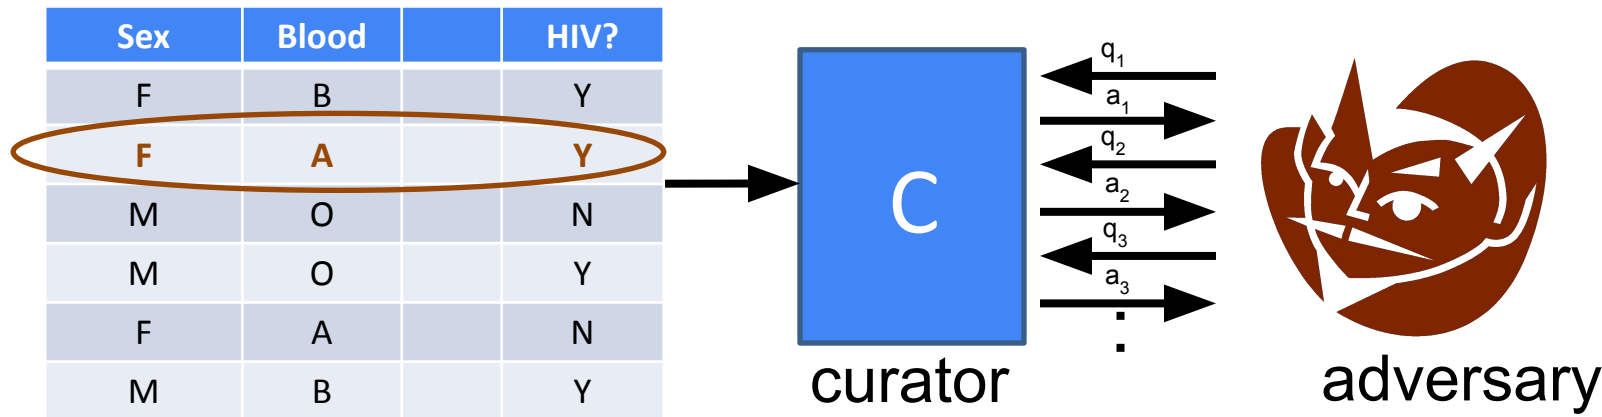 Sex Blood HIV?
F B Y
F A Y
M O N
M O Y
F A N
M B Y
C
curator
q₁
a₁
q₂
a₂
q₃
a₃
adversary